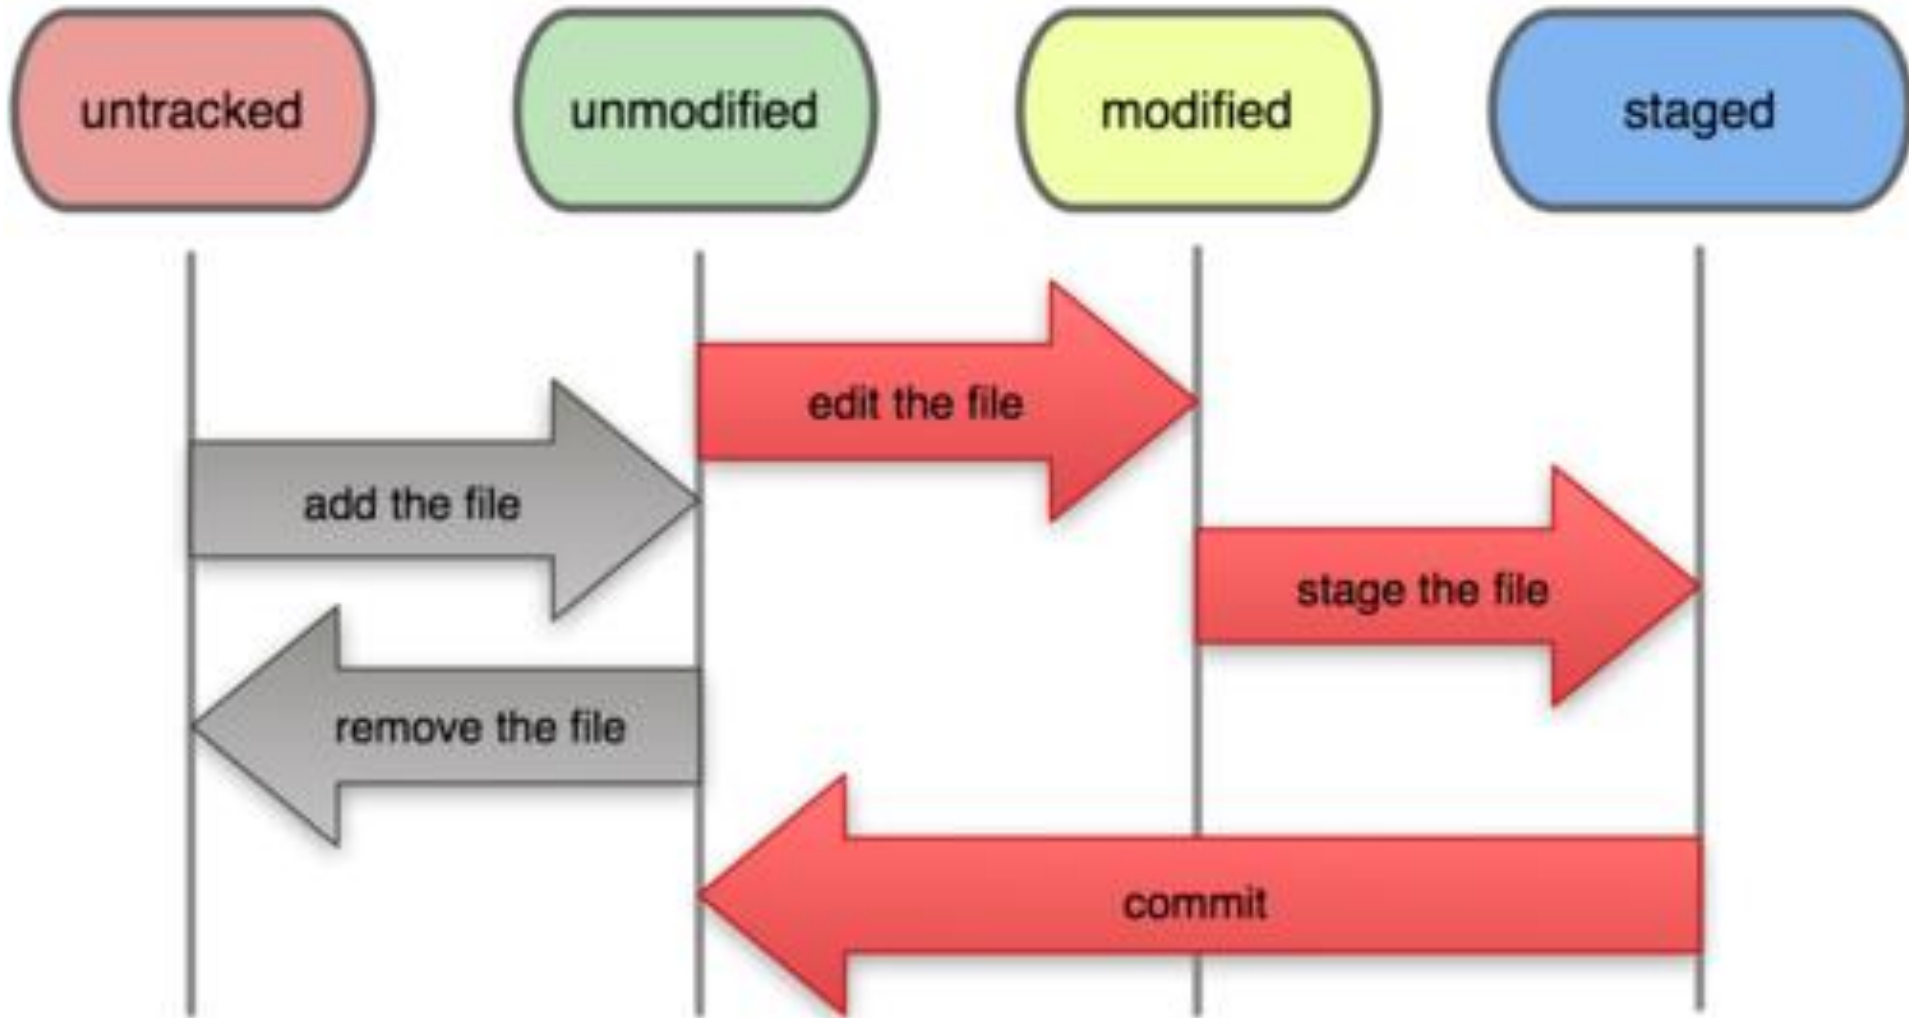 untracked
unmodified
modified
staged
edit the file
add the file
stage the file
remove the file
commit